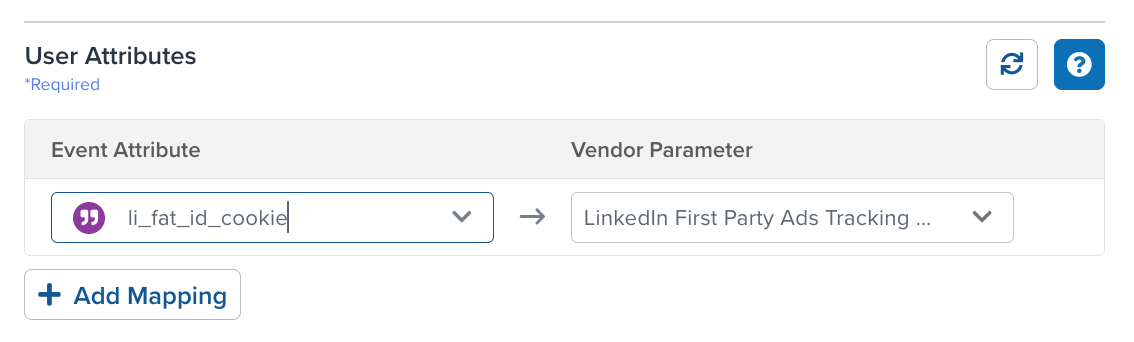 User Attributes
*Required
Event Attribute
Vendor Parameter
li_fat_id_cookie
LinkedIn First Party Ads Tracking ...
Add Mapping